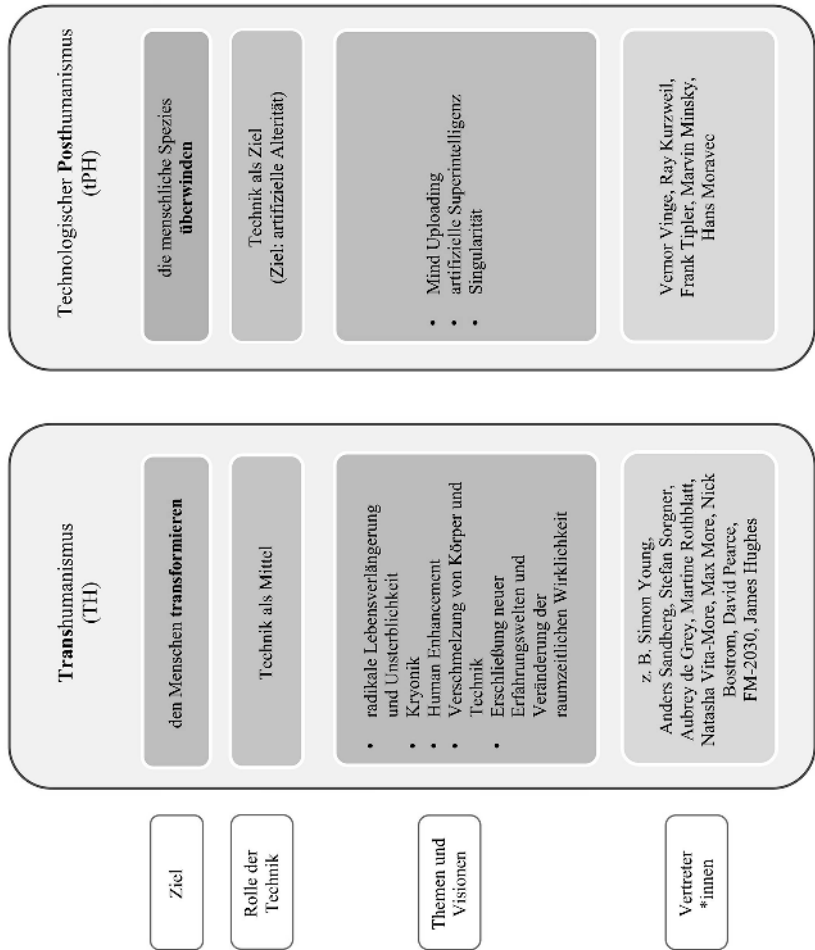 Transhumanismus
(TH)
Technologischer Posthumanismus
(tPH)
Ziel
den Menschen transformieren
die menschliche Spezies
überwinden
Rolle der
Technik
Technik als Mittel
Technik als Ziel
(Ziel: artifizielle Alterität)
Themen und
Visionen
• radikale Lebensverlängerung
und Unsterblichkeit
• Kryonik
• Human Enhancement
• Verschmelzung von Körper und
Technik
• Erschließung neuer
Erfahrungswelten und
Veränderung der
raumzeitlichen Wirklichkeit
• Mind Uploading
• artifizielle Superintelligenz
• Singularität
Vertreter
*innen
z. B. Simon Young,
Anders Sandberg, Stefan Sorgner,
Aubrey de Grey, Martine Rothblatt,
Natasha Vita-More, Max More, Nick
Bostrom, David Pearce,
FM-2030, James Hughes
Vernor Vinge, Ray Kurzweil,
Frank Tipler, Marvin Minsky,
Hans Moravec